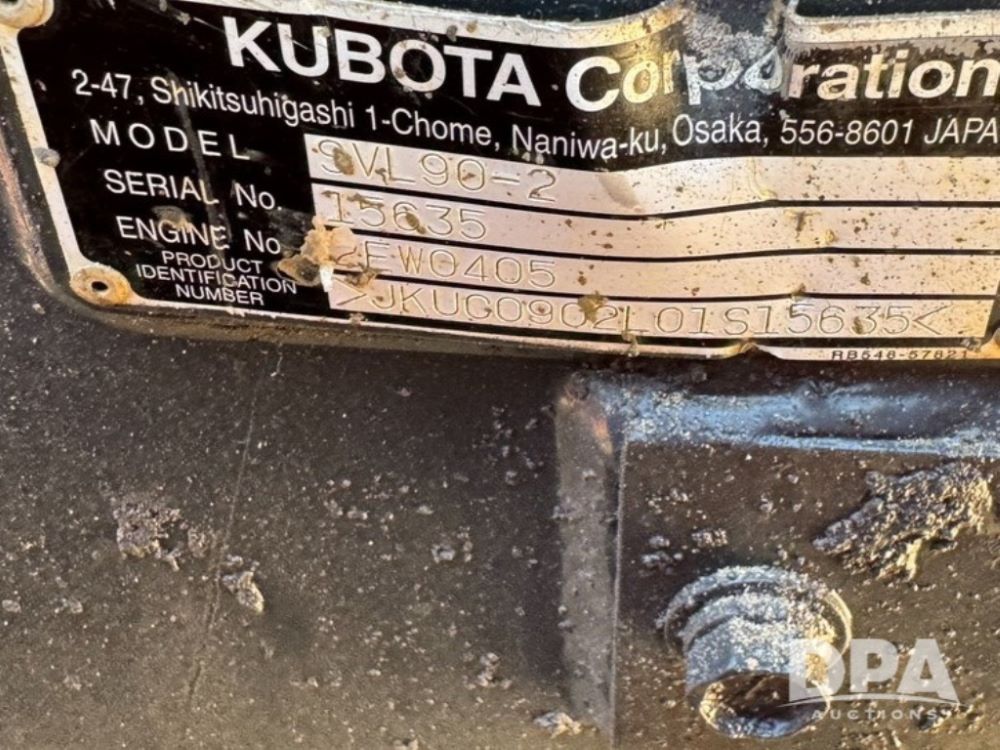 KUBOTA Corporation
2-47, Shikitsuhigashi 1-Chome, Naniwa-ku, Osaka, 556-8601 JAPA
MODEL SVL90-2
SERIAL No. 15635
ENGINE No. 2EW0405
PRODUCT
IDENTIFICATION
NUMBER
>JKUC0902L01S15635<
RB548-57821
DPA
AUCTIONS